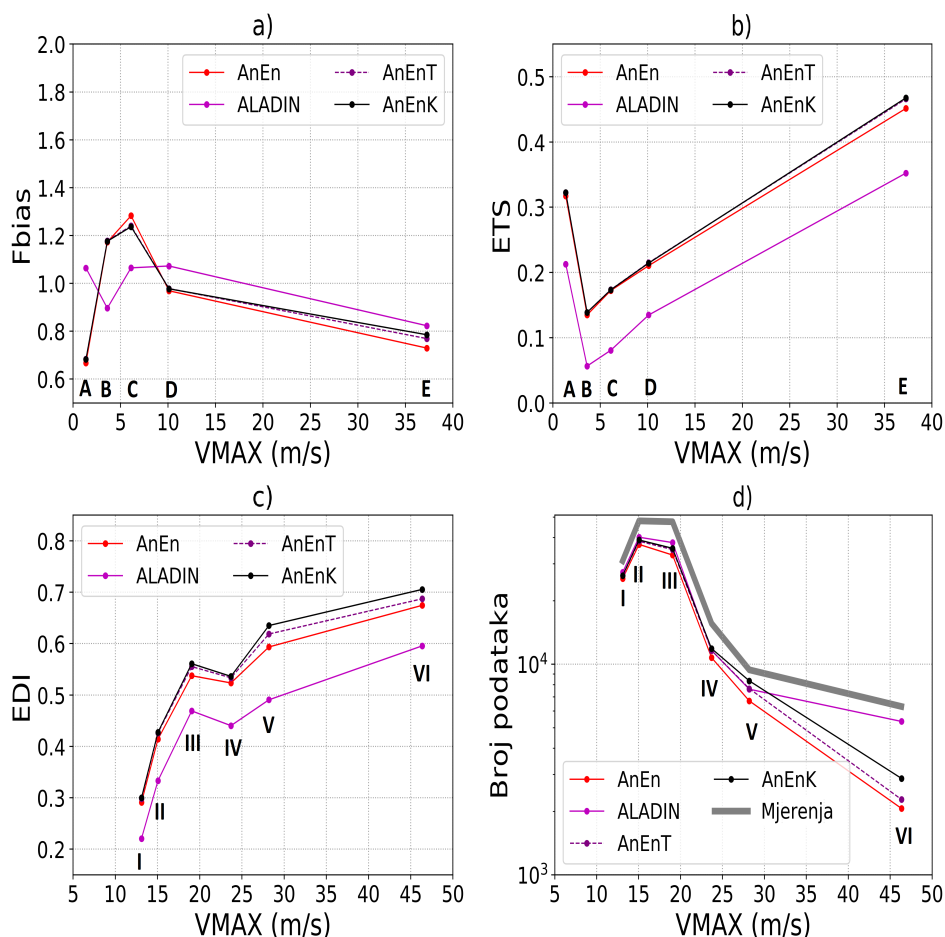 a)
2.0
1.8
1.6
1.4
1.2
1.0
0.8
0.6
Fbias
AnEn AnEnT
ALADIN AnEnK
A B C D E
0 5 10 15 20 25 30 35 40
VMAX (m/s)
b)
0.5
0.4
0.3
0.2
0.1
0.0
ETS
AnEn AnEnT
ALADIN AnEnK
A B C D E
0 5 10 15 20 25 30 35 40
VMAX (m/s)
c)
0.8
0.7
0.6
0.5
0.4
0.3
0.2
EDI
AnEn AnEnT
ALADIN AnEnK
I II III IV V VI
5 10 15 20 25 30 35 40 45 50
VMAX (m/s)
d)
10⁴
10³
Broj podataka
I II III IV V VI
AnEn AnEnK
ALADIN Mjerenja
AnEnT
5 10 15 20 25 30 35 40 45 50
VMAX (m/s)